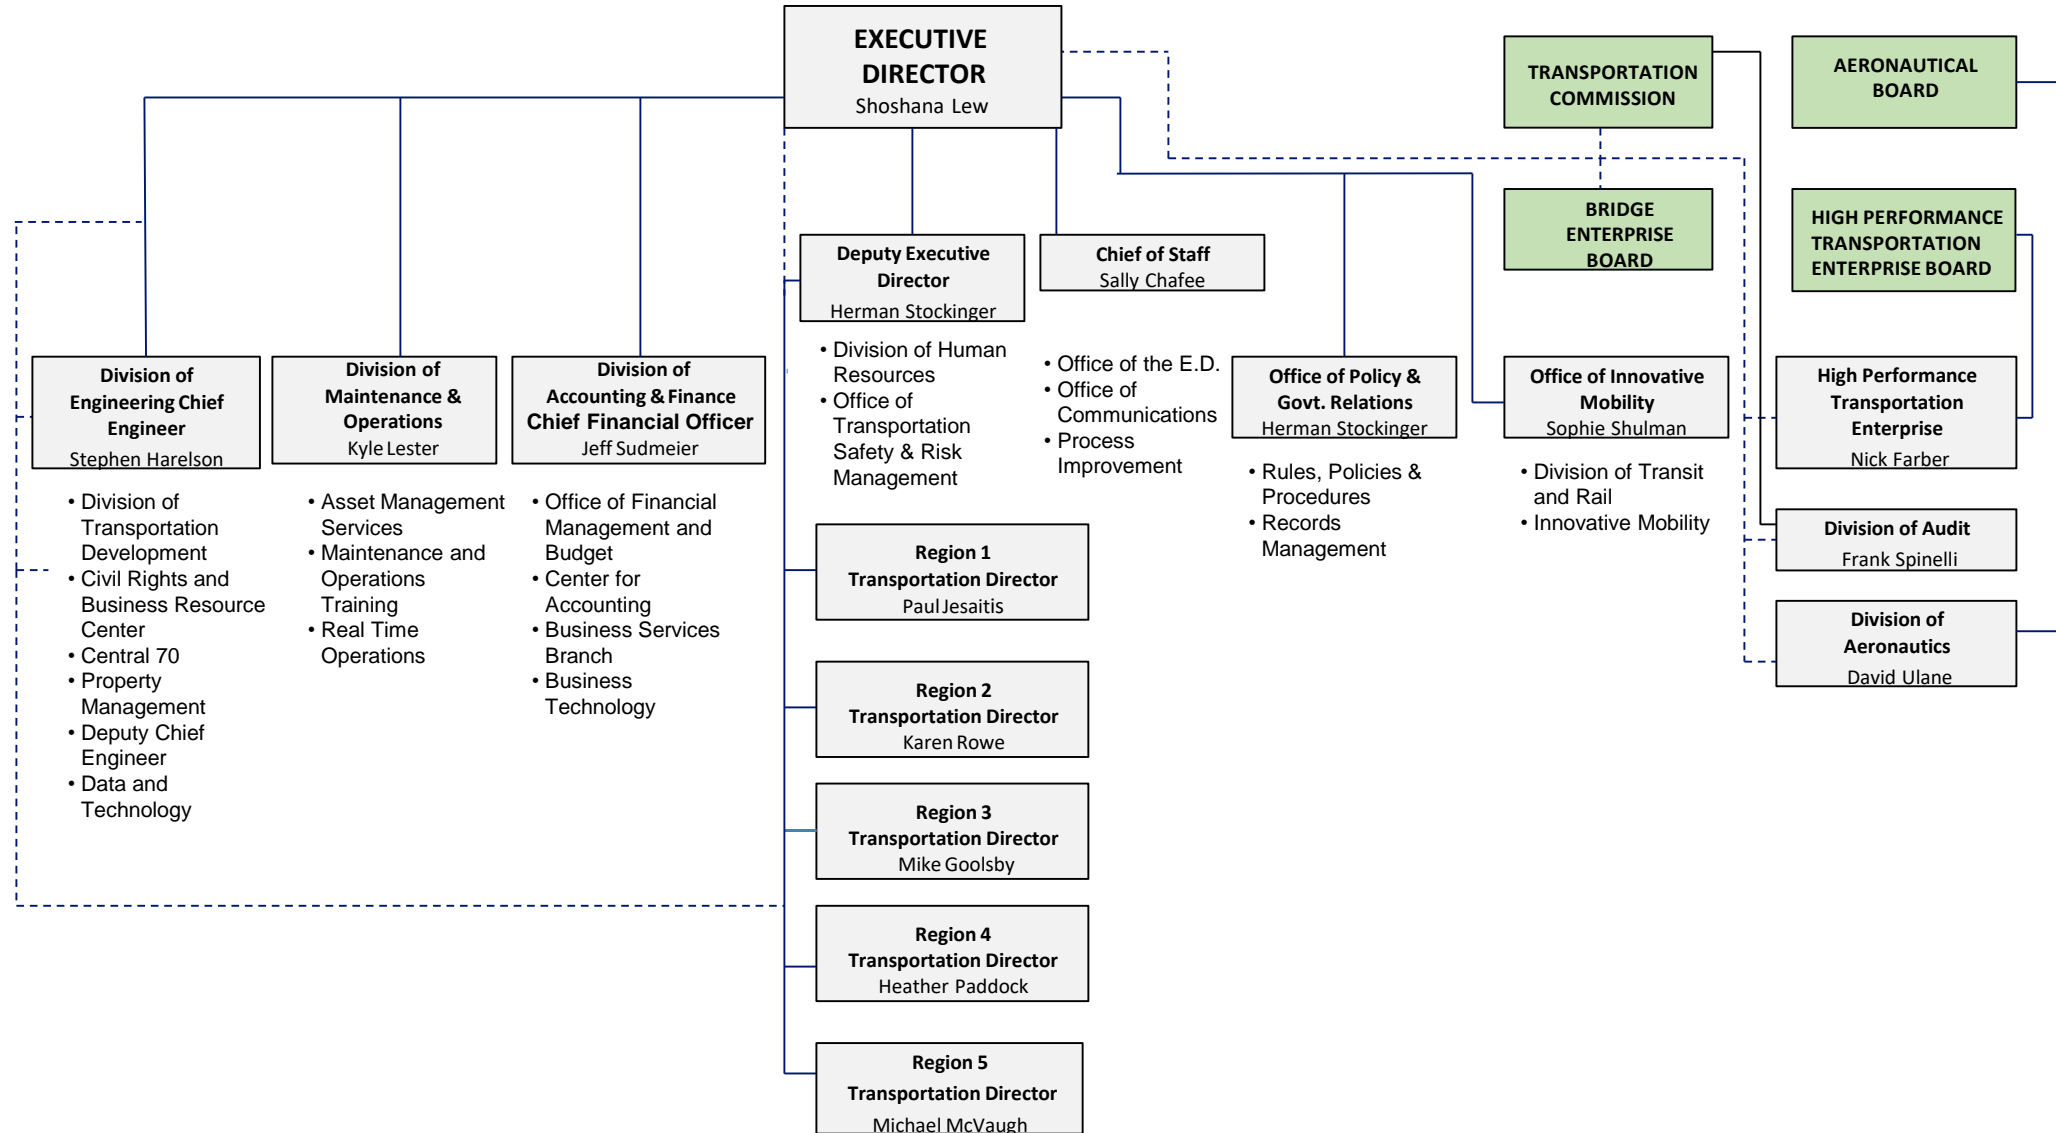 EXECUTIVE
DIRECTOR
Shoshana Lew
TRANSPORTATION
COMMISSION
AERONAUTICAL
BOARD
BRIDGE
ENTERPRISE
BOARD
HIGH PERFORMANCE
TRANSPORTATION
ENTERPRISE BOARD
Deputy Executive
Director
Herman Stockinger
• Division of Human
Resources
• Office of
Transportation
Safety & Risk
Management
Chief of Staff
Sally Chafee
• Office of the E.D.
• Office of
Communications
• Process
Improvement
Division of
Engineering Chief
Engineer
Stephen Harelson
• Division of
Transportation
Development
• Civil Rights and
Business Resource
Center
• Central 70
• Property
Management
• Deputy Chief
Engineer
• Data and
Technology
Division of
Maintenance &
Operations
Kyle Lester
• Asset Management
Services
• Maintenance and
Operations
Training
• Real Time
Operations
Division of
Accounting & Finance
Chief Financial Officer
Jeff Sudmeier
• Office of Financial
Management and
Budget
• Center for
Accounting
• Business Services
Branch
• Business
Technology
Office of Policy &
Govt. Relations
Herman Stockinger
• Rules, Policies &
Procedures
• Records
Management
Office of Innovative
Mobility
Sophie Shulman
• Division of Transit
and Rail
• Innovative Mobility
High Performance
Transportation
Enterprise
Nick Farber
Division of Audit
Frank Spinelli
Division of
Aeronautics
David Ulane
Region 1
Transportation Director
Paul Jesaitis
Region 2
Transportation Director
Karen Rowe
Region 3
Transportation Director
Mike Goolsby
Region 4
Transportation Director
Heather Paddock
Region 5
Transportation Director
Michael McVaugh